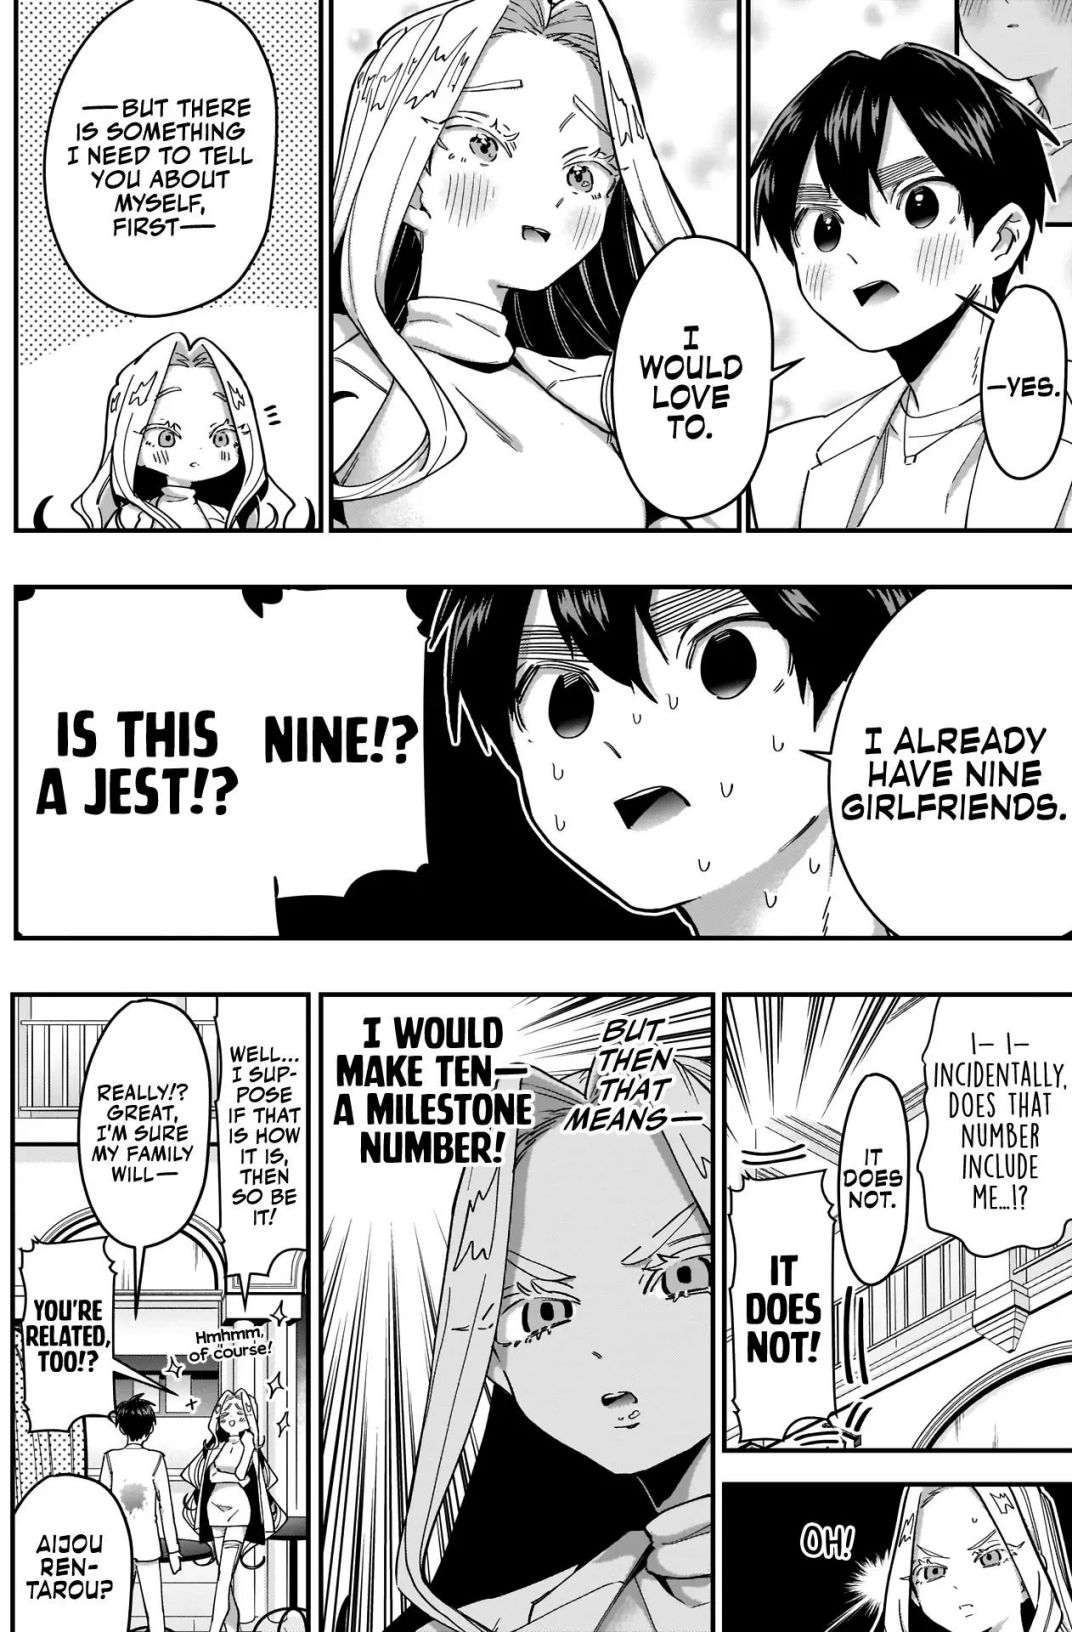 —YES.
I
WOULD
LOVE
TO.
—BUT THERE
IS SOMETHING
I NEED TO TELL
YOU ABOUT
MYSELF,
FIRST—
I ALREADY
HAVE NINE
GIRLFRIENDS.
NINE!?
IS THIS
A JEST!?
I— I—
INCIDENTALLY,
DOES THAT
NUMBER
INCLUDE
ME...!?
IT
DOES
NOT.
IT
DOES
NOT!
OH!
BUT
THEN
THAT
MEANS—
I WOULD
MAKE TEN—
A MILESTONE
NUMBER!
WELL...
I SUP-
POSE
IF THAT
IS HOW
IT IS,
THEN
SO BE
IT!
REALLY!?
GREAT,
I'M SURE
MY FAMILY
WILL—
Hmhmm,
of course!
YOU'RE
RELATED,
TOO!?
AIJOU
REN-
TAROU?